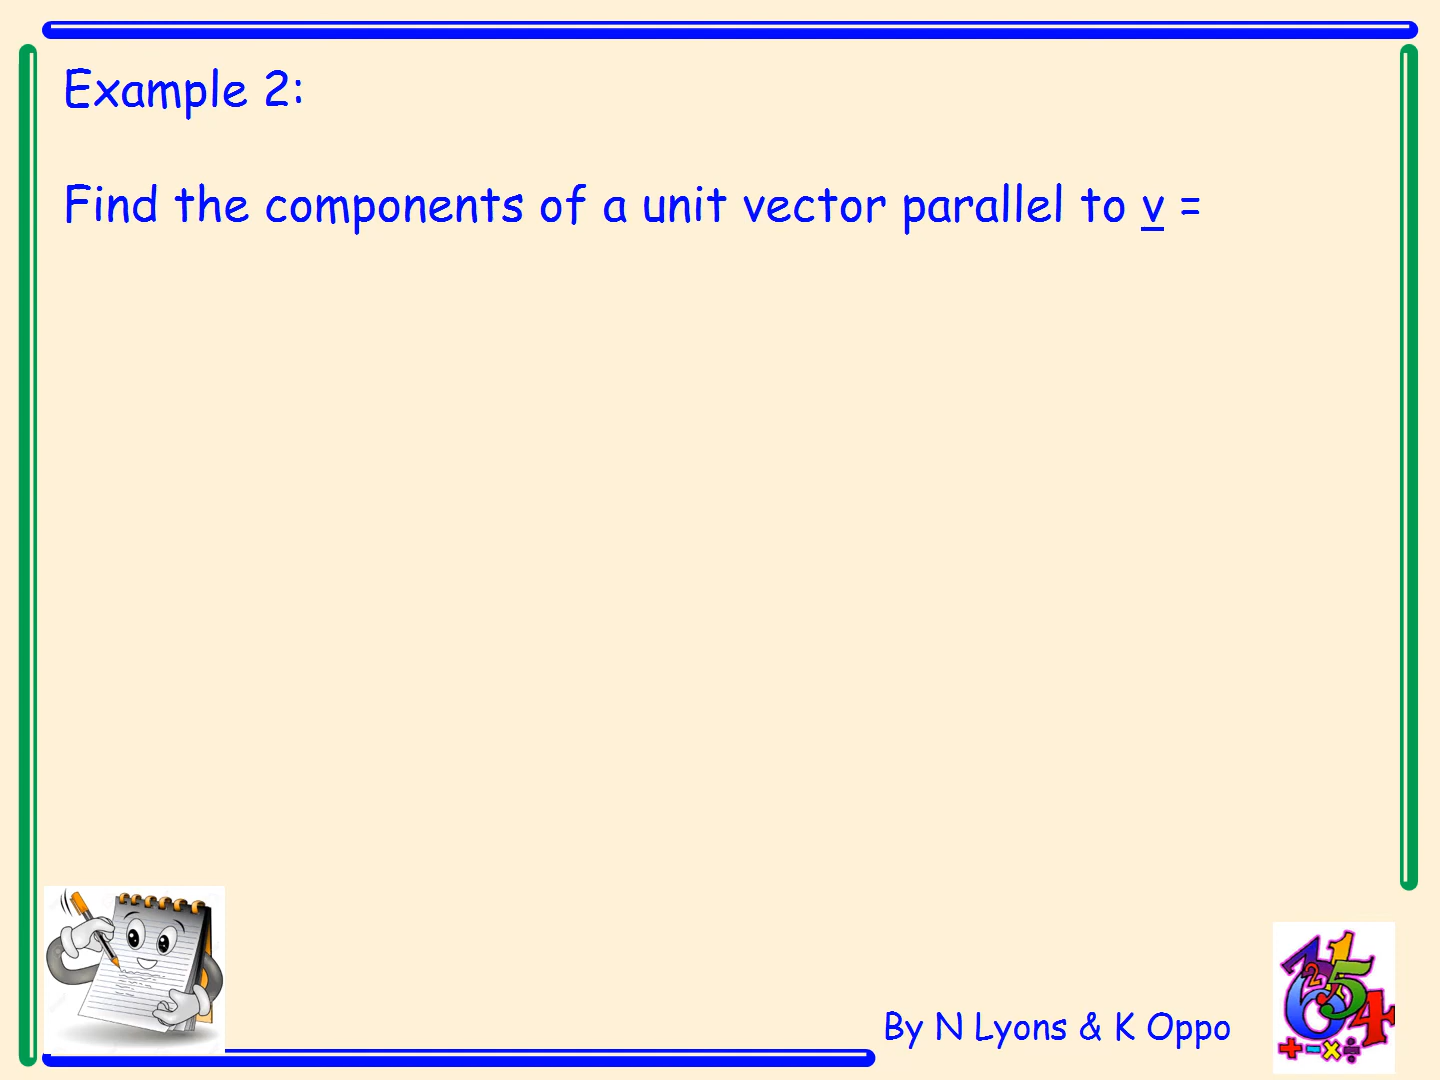 Example 2:
Find the components of a unit vector parallel to v =
By N Lyons & K Oppo